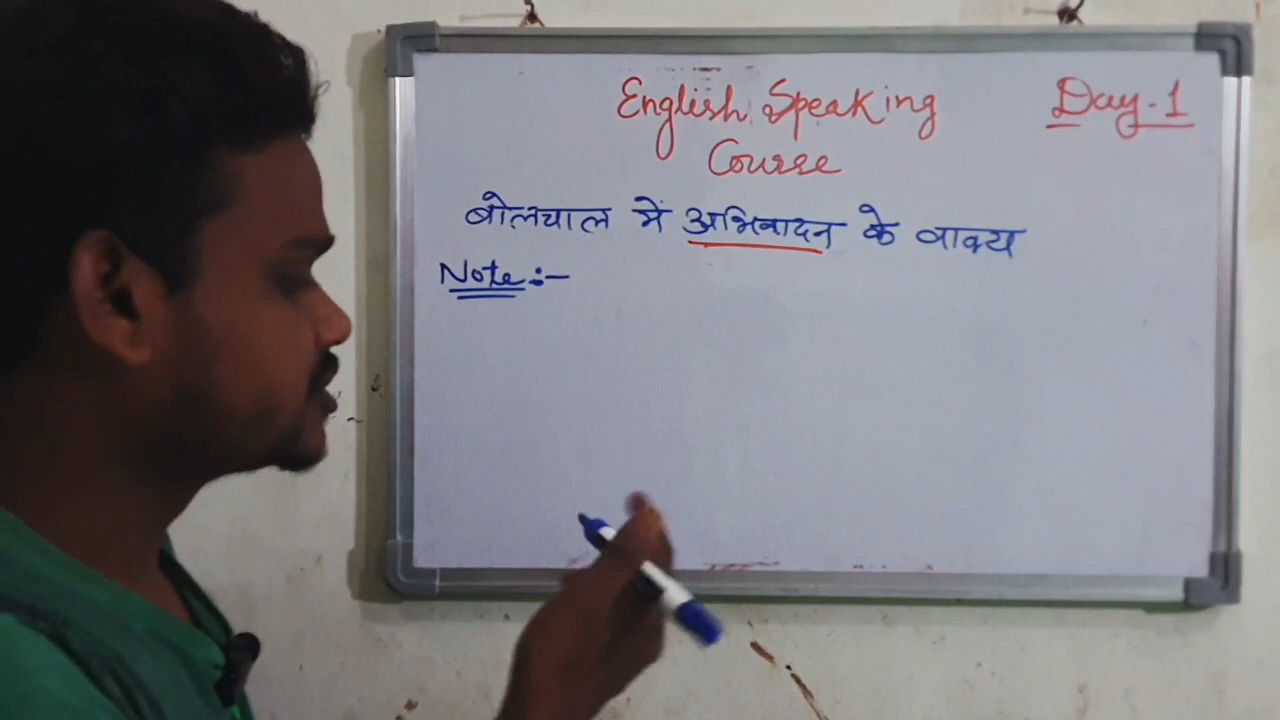 English Speaking Day-1
Course
बोलचाल में अभिवादन के वाक्य
Note:-